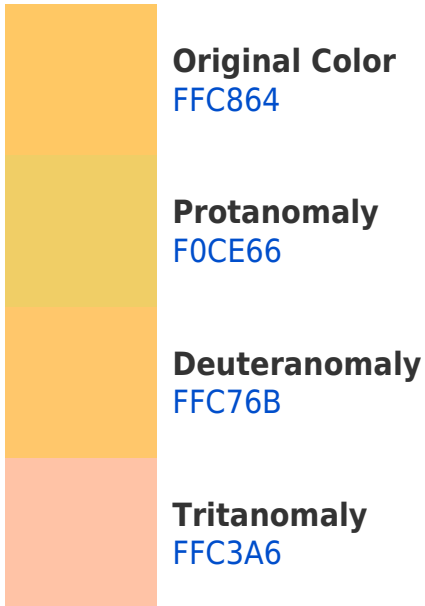 Original Color
FFC864
Protanomaly
F0CE66
Deuteranomaly
FFC76B
Tritanomaly
FFC3A6